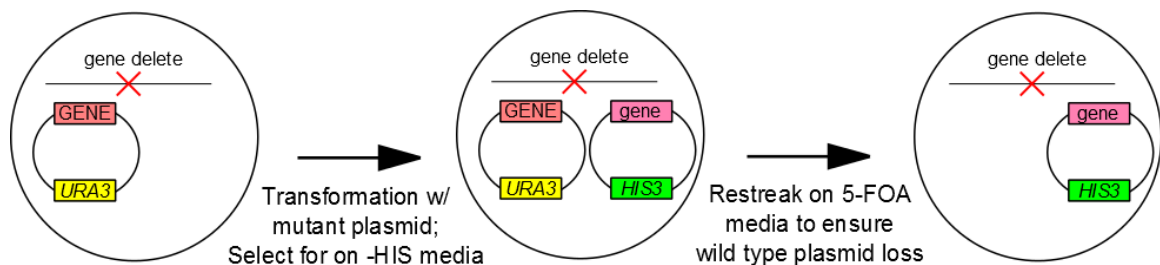 gene delete
GENE
URA3
Transformation w/
mutant plasmid;
Select for on -HIS media
gene delete
GENE
gene
URA3
HIS3
Restreak on 5-FOA
media to ensure
wild type plasmid loss
gene delete
gene
HIS3